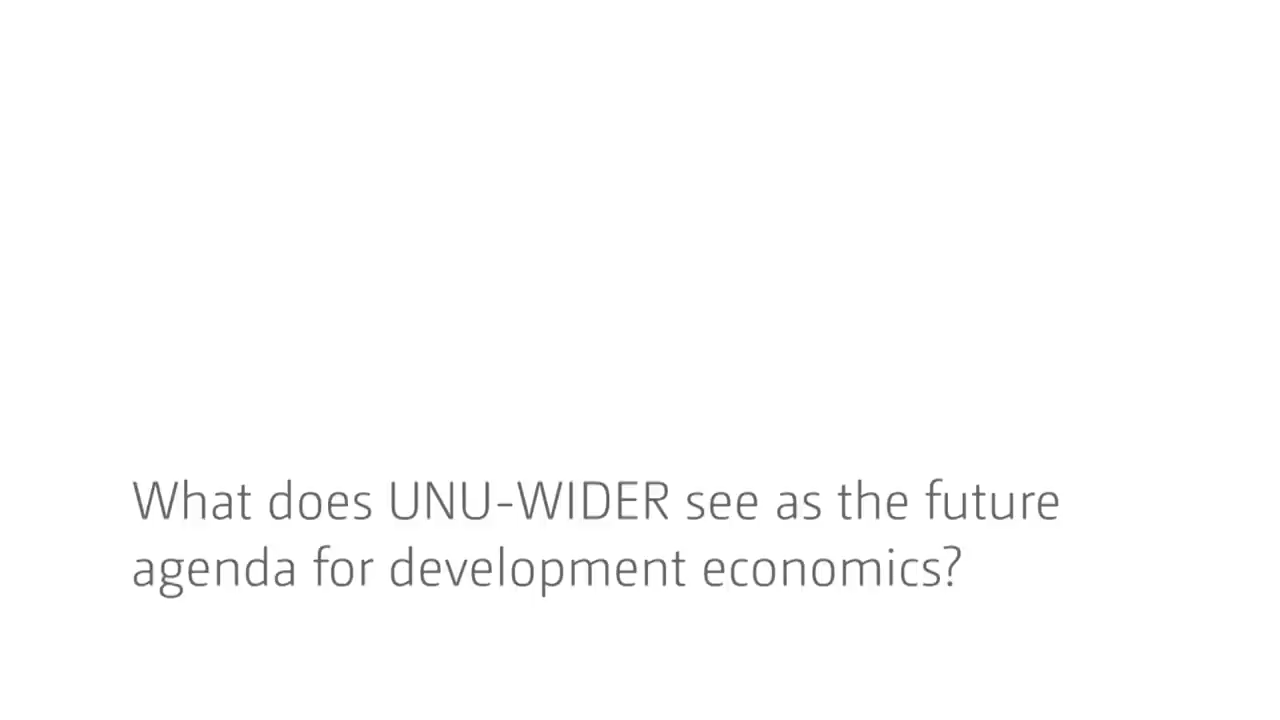 What does UNU-WIDER see as the future
agenda for development economics?